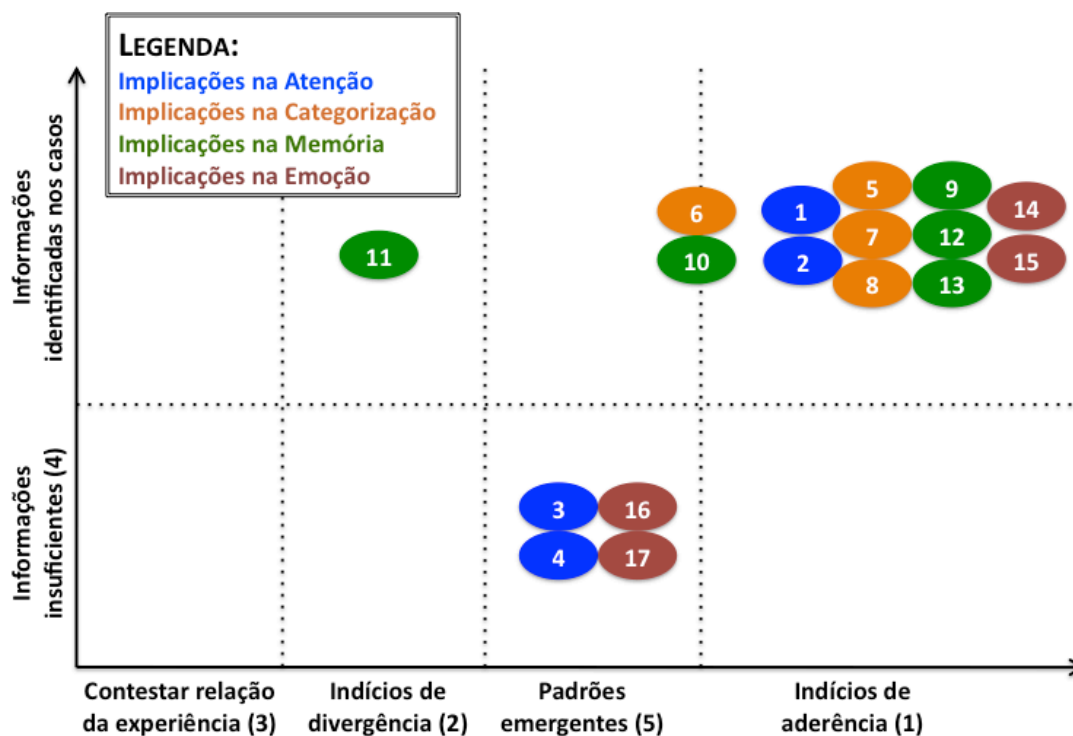 LEGENDA:
Implicações na Atenção
Implicações na Categorização
Implicações na Memória
Implicações na Emoção
Informações
identificadas nos casos
Informações
insuficientes (4)
11
6
10
1
2
5
7
8
9
12
13
14
15
3
4
16
17
Contestar relação
da experiência (3)
Indícios de
divergência (2)
Padrões
emergentes (5)
Indícios de
aderência (1)